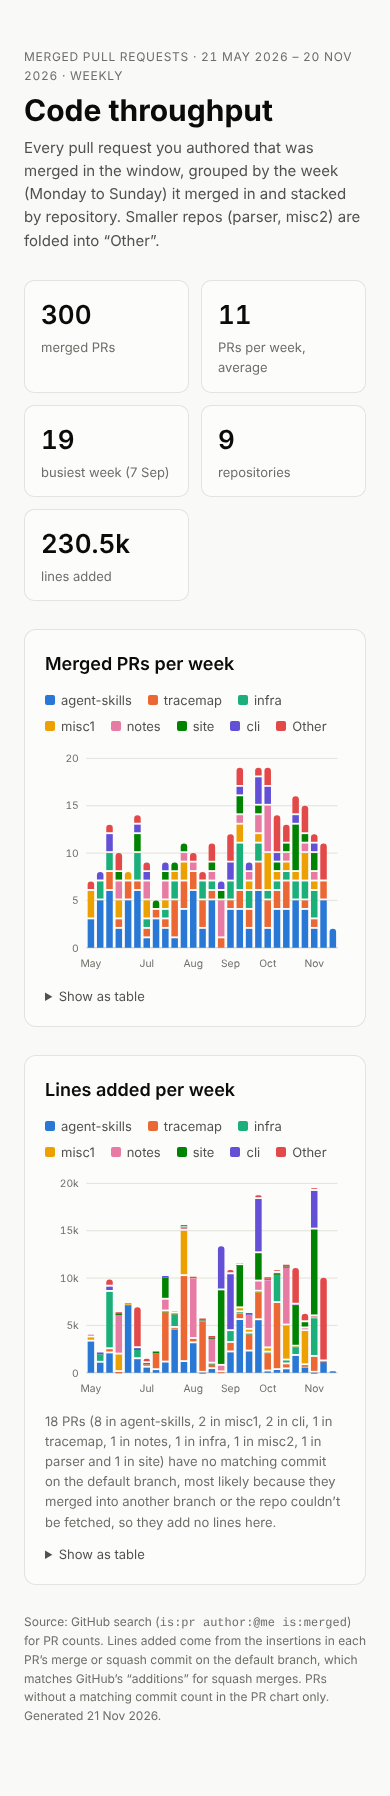 MERGED PULL REQUESTS · 21 MAY 2026 – 20 NOV
2026 · WEEKLY
Code throughput
Every pull request you authored that was
merged in the window, grouped by the week
(Monday to Sunday) it merged in and stacked
by repository. Smaller repos (parser, misc2) are
folded into “Other”.
300
merged PRs
11
PRs per week,
average
19
busiest week (7 Sep)
9
repositories
230.5k
lines added
Merged PRs per week
agent-skills tracemap infra
misc1 notes site cli Other
20
15
10
5
0
May Jul Aug Sep Oct Nov
▶ Show as table
Lines added per week
agent-skills tracemap infra
misc1 notes site cli Other
20k
15k
10k
5k
0
May Jul Aug Sep Oct Nov
18 PRs (8 in agent-skills, 2 in misc1, 2 in cli, 1 in
tracemap, 1 in notes, 1 in infra, 1 in misc2, 1 in
parser and 1 in site) have no matching commit
on the default branch, most likely because they
merged into another branch or the repo couldn’t
be fetched, so they add no lines here.
▶ Show as table
Source: GitHub search (is:pr author:@me is:merged)
for PR counts. Lines added come from the insertions in each
PR’s merge or squash commit on the default branch, which
matches GitHub’s “additions” for squash merges. PRs
without a matching commit count in the PR chart only.
Generated 21 Nov 2026.